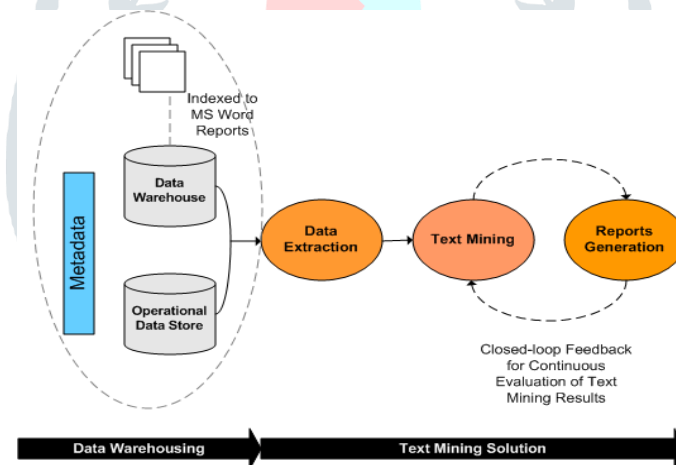 Indexed to
MS Word
Reports
Data
Warehouse
Metadata
Operational
Data Store
Data
Extraction
Text Mining
Reports
Generation
Closed-loop Feedback
for Continuous
Evaluation of Text
Mining Results
Data Warehousing
Text Mining Solution